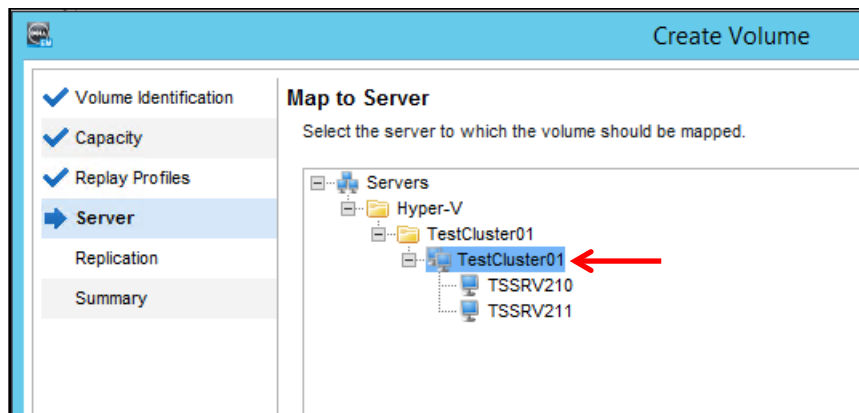 Create Volume
Volume Identification
Capacity
Replay Profiles
Server
Replication
Summary
Map to Server
Select the server to which the volume should be mapped.
Servers
Hyper-V
TestCluster01
TestCluster01
TSSRV210
TSSRV211